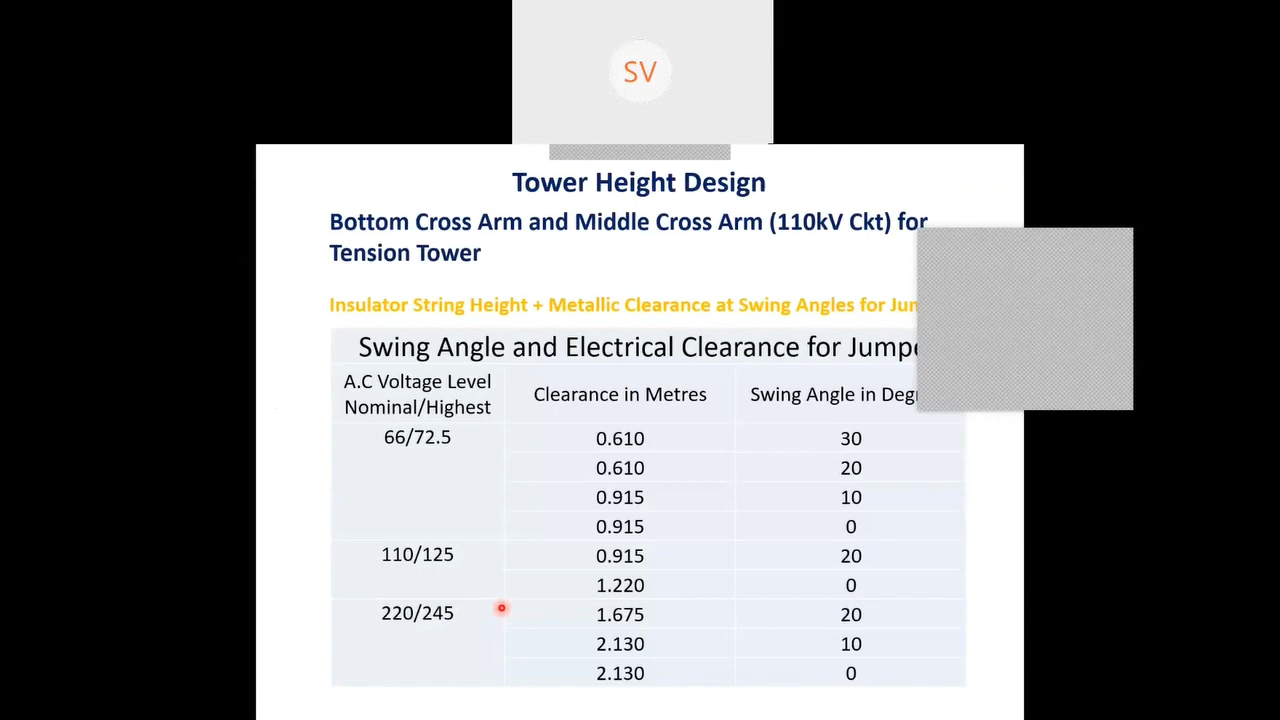 SV
Tower Height Design
Bottom Cross Arm and Middle Cross Arm (110kV Ckt) for
Tension Tower
Insulator String Height + Metallic Clearance at Swing Angles for
Swing Angle and Electrical Clearance for
A.C Voltage Level
Nominal/Highest
Clearance in Metres
Swing Angle in
66/72.5 0.610 30
0.610 20
0.915 10
0.915 0
110/125 0.915 20
1.220 0
220/245 1.675 20
2.130 10
2.130 0